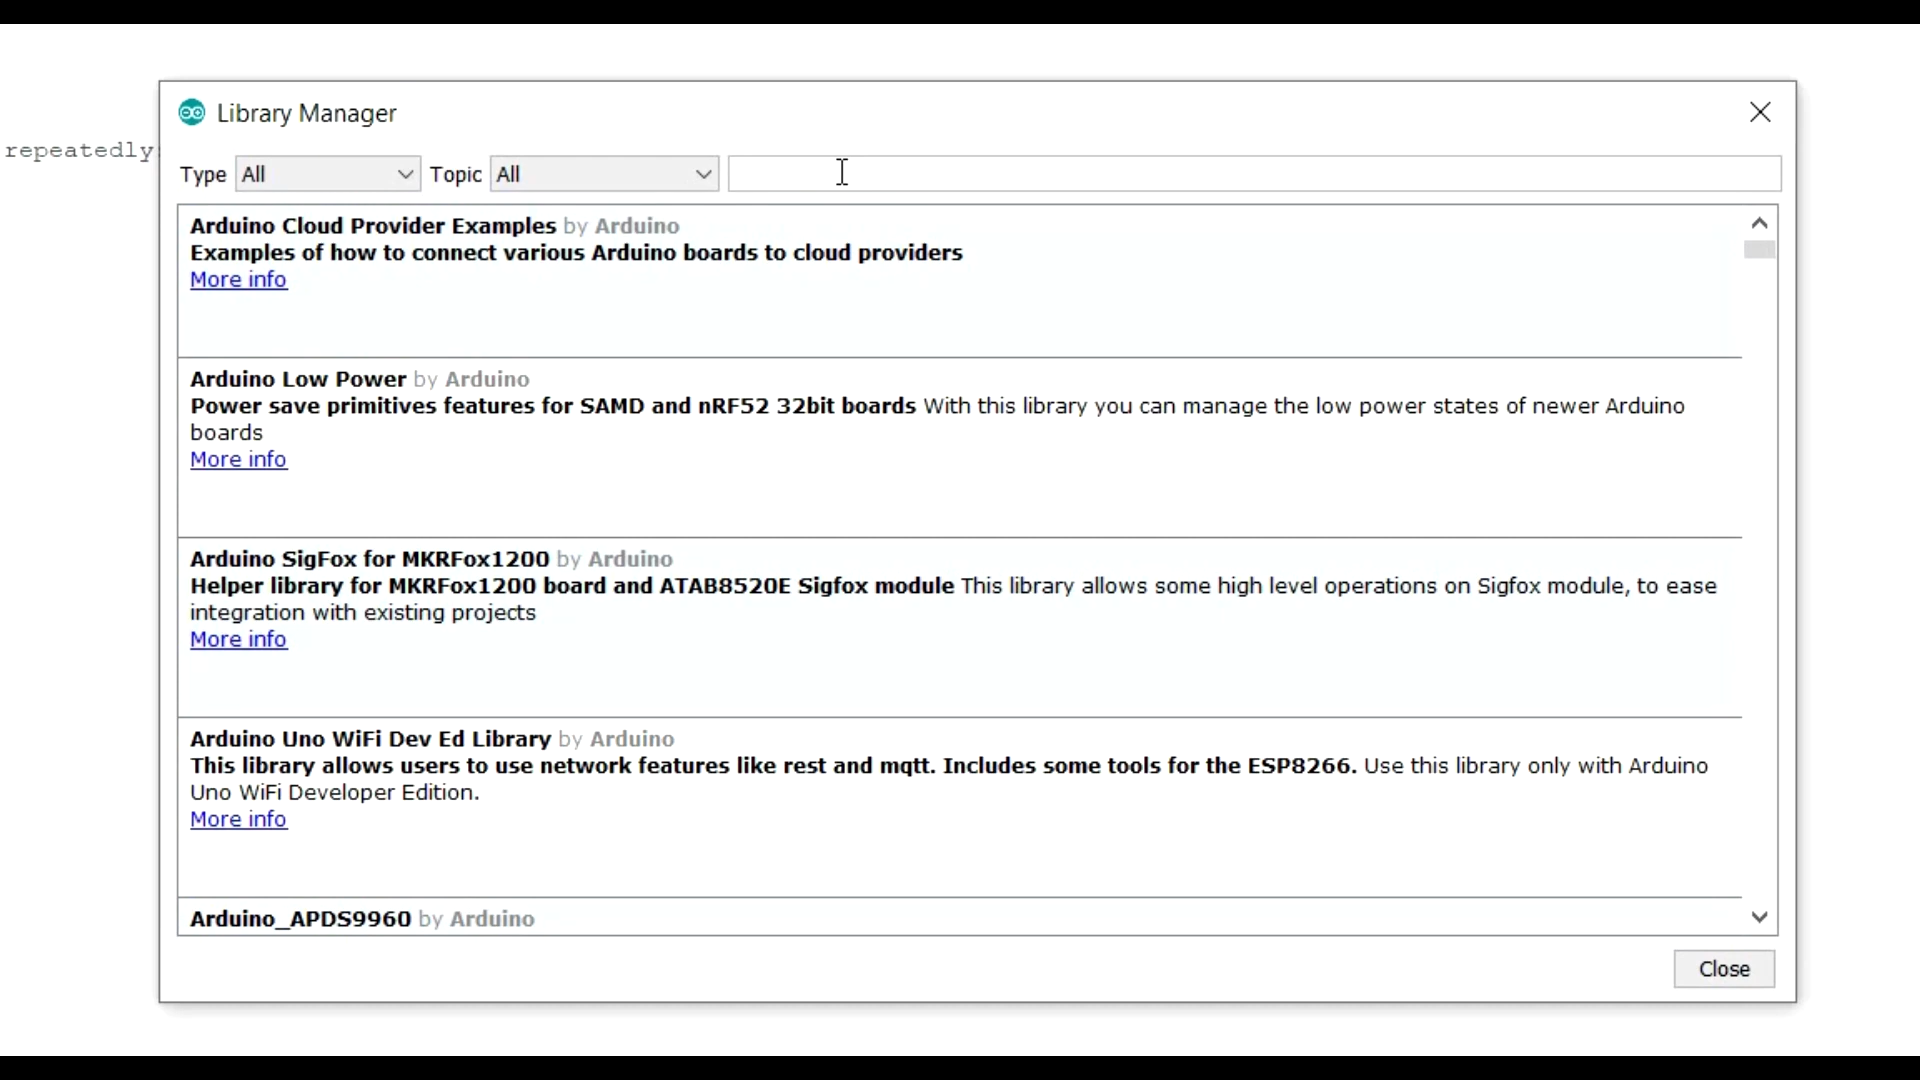 Library Manager
repeatedly:
Type All Topic All
Arduino Cloud Provider Examples by Arduino
Examples of how to connect various Arduino boards to cloud providers
More info
Arduino Low Power by Arduino
Power save primitives features for SAMD and nRF52 32bit boards With this library you can manage the low power states of newer Arduino
boards
More info
Arduino SigFox for MKRFox1200 by Arduino
Helper library for MKRFox1200 board and ATAB8520E Sigfox module This library allows some high level operations on Sigfox module, to ease
integration with existing projects
More info
Arduino Uno WiFi Dev Ed Library by Arduino
This library allows users to use network features like rest and mqtt. Includes some tools for the ESP8266. Use this library only with Arduino
Uno WiFi Developer Edition.
More info
Arduino_APDS9960 by Arduino
Close